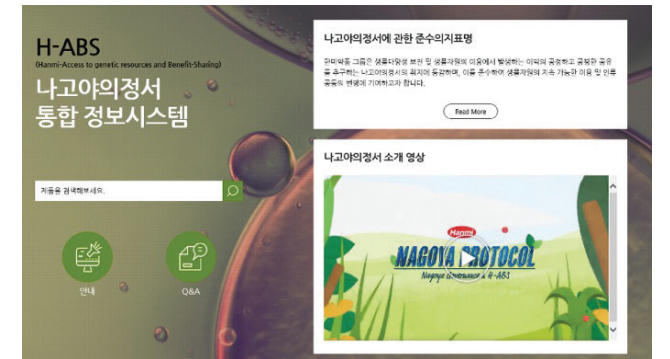 H-ABS
(Hanmi-Access to genetic resources and Benefit-Sharing)
나고야의정서
통합 정보시스템
키등을 검색해보세요.
안내
Q&A
나고야의정서에 관한 준수의지표명
한미약품 그룹은 생물다양성 보전 및 생물자원의 이용에서 발생하는 이익의 공정하고 공평한 공유
를 추구하는 나고야의정서의 취지에 동감하며, 이를 준수하여 생물자원의 지속 가능한 이용 및 인류
공동의 번영에 기여하고자 합니다.
Read More
나고야의정서 소개 영상
Hanmi
NAGOYA PROTOCOL
Nagoya Governance & H-ABS